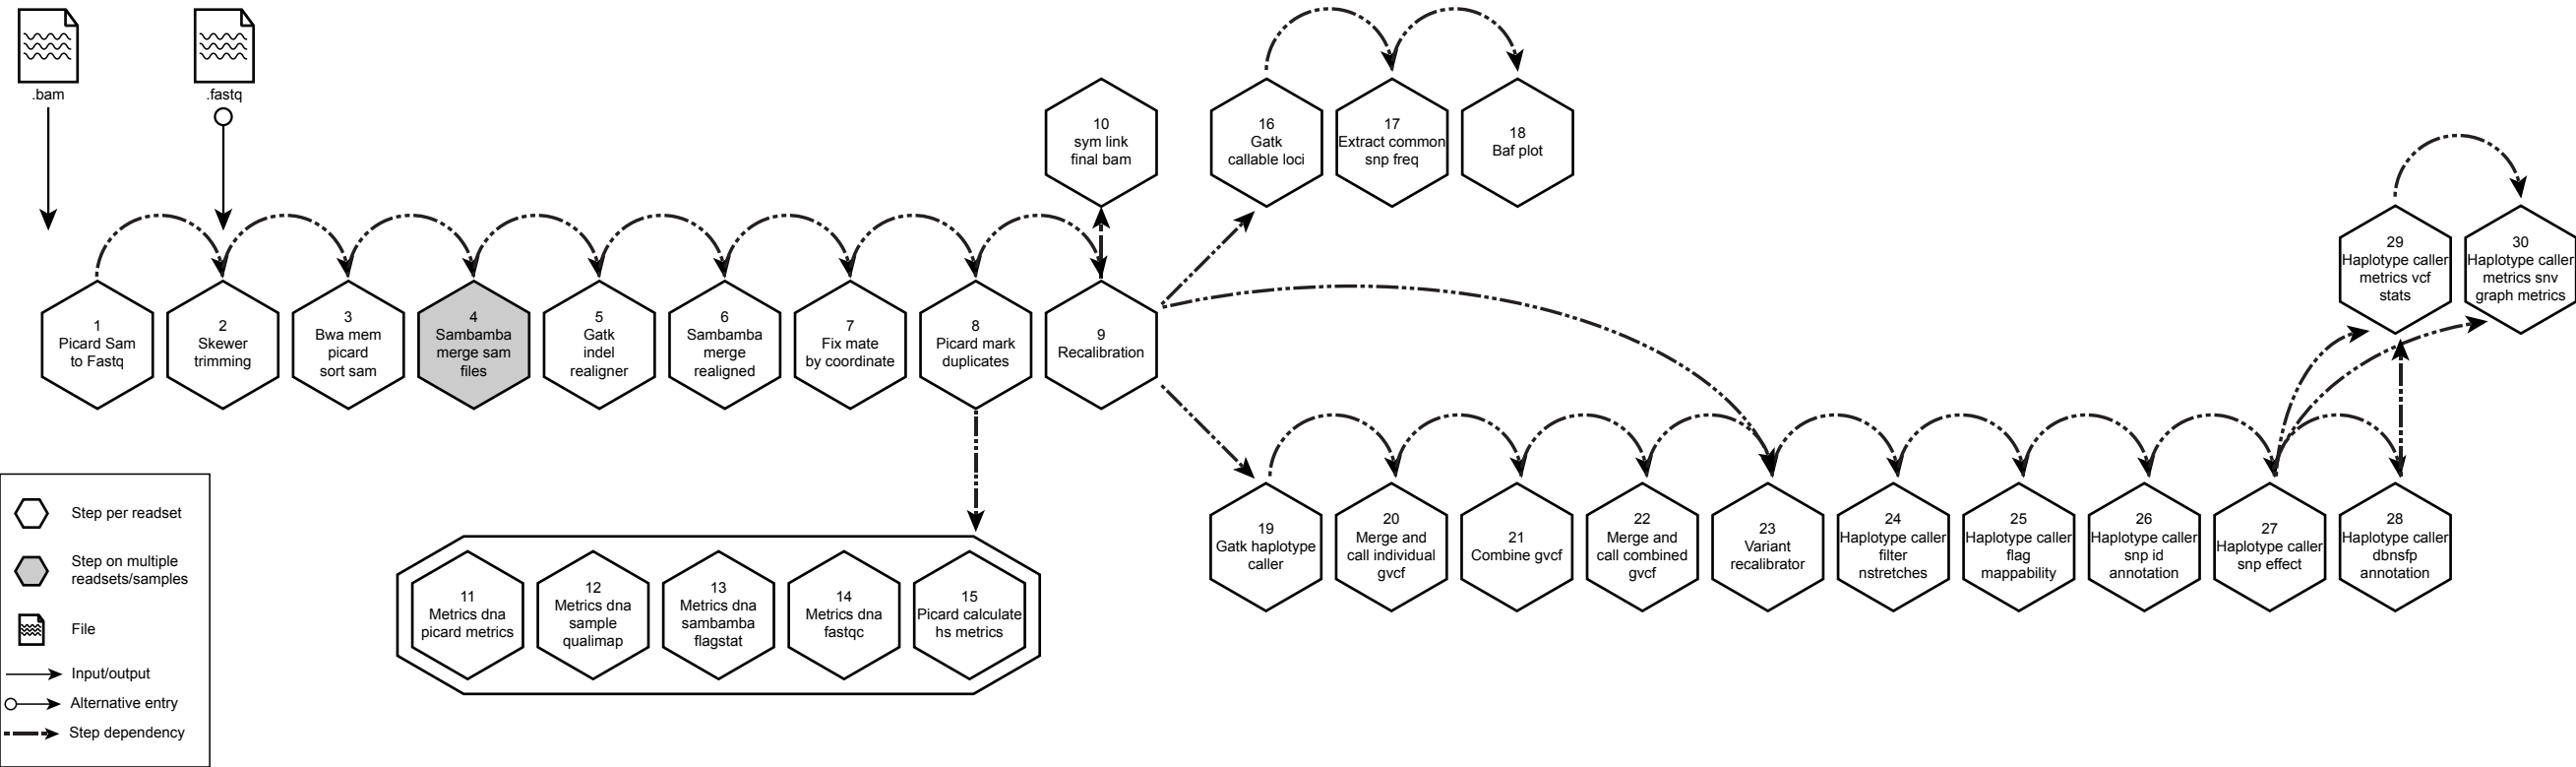 .bam
.fastq
1
Picard Sam
to Fastq
2
Skewer
trimming
3
Bwa mem
picard
sort sam
4
Sambamba
merge sam
files
5
Gatk
indel
realigner
6
Sambamba
merge
realigned
7
Fix mate
by coordinate
8
Picard mark
duplicates
9
Recalibration
10
sym link
final bam
11
Metrics dna
picard metrics
12
Metrics dna
sample
qualimap
13
Metrics dna
sambamba
flagstat
14
Metrics dna
fastqc
15
Picard calculate
hs metrics
16
Gatk
callable loci
17
Extract common
snp freq
18
Baf plot
19
Gatk haplotype
caller
20
Merge and
call individual
gvcf
21
Combine gvcf
22
Merge and
call combined
gvcf
23
Variant
recalibrator
24
Haplotype caller
filter
nstretches
25
Haplotype caller
flag
mappability
26
Haplotype caller
snp id
annotation
27
Haplotype caller
snp effect
28
Haplotype caller
dbnsfp
annotation
29
Haplotype caller
metrics vcf
stats
30
Haplotype caller
metrics snv
graph metrics
Step per readset
Step on multiple
readsets/samples
File
Input/output
Alternative entry
Step dependency